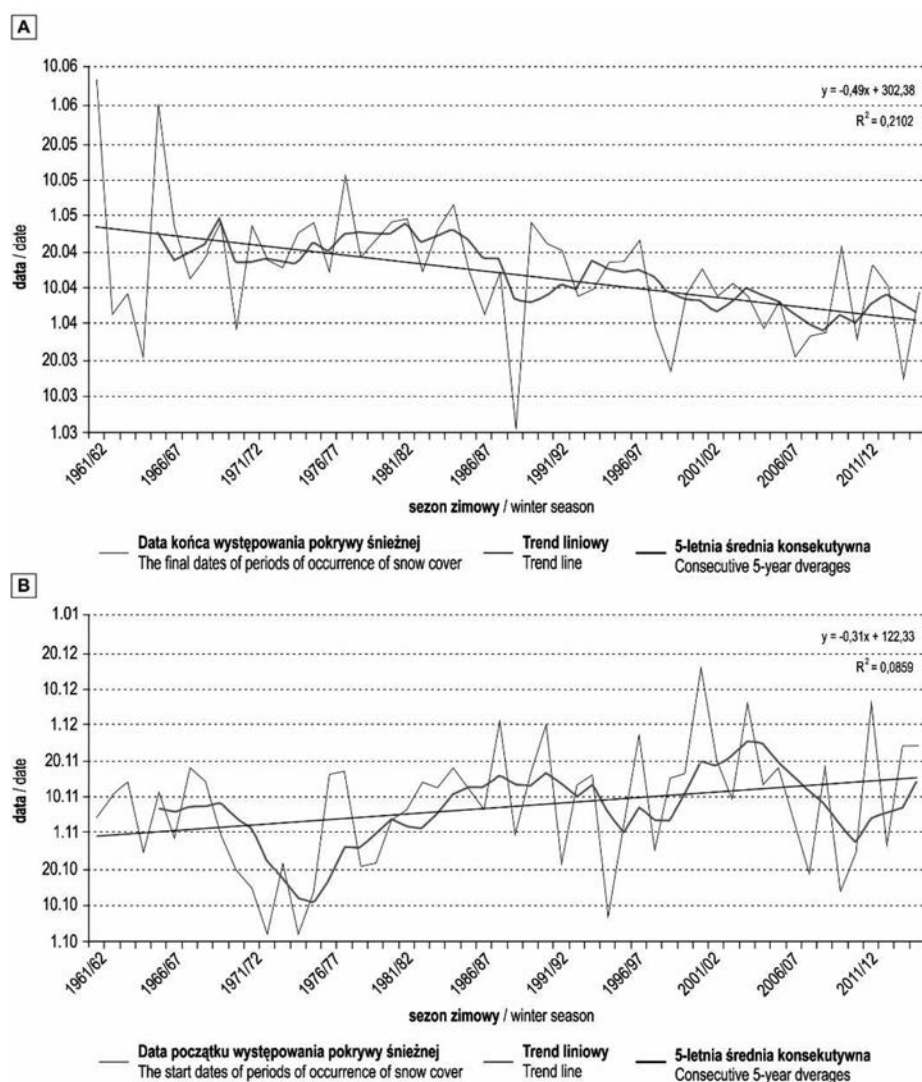 A
10.06
1.06
20.05
10.05
1.05
20.04
10.04
1.04
20.03
10.03
1.03
data / date
y = -0,49x + 302,38
R² = 0,2102
1961/62
1966/67
1971/72
1976/77
1981/82
1986/87
1991/92
1996/97
2001/02
2006/07
2011/12
sezon zimowy / winter season
Data końca występowania pokrywy śnieżnej
The final dates of periods of occurrence of snow cover
Trend liniowy
Trend line
5-letnia średnia konsekutywna
Consecutive 5-year dverages
B
1.01
20.12
10.12
1.12
20.11
10.11
1.11
20.10
10.10
1.10
data / date
y = -0,31x + 122,33
R² = 0,0859
1961/62
1966/67
1971/72
1976/77
1981/82
1986/87
1991/92
1996/97
2001/02
2006/07
2011/12
sezon zimowy / winter season
Data początku występowania pokrywy śnieżnej
The start dates of periods of occurrence of snow cover
Trend liniowy
Trend line
5-letnia średnia konsekutywna
Consecutive 5-year dverages